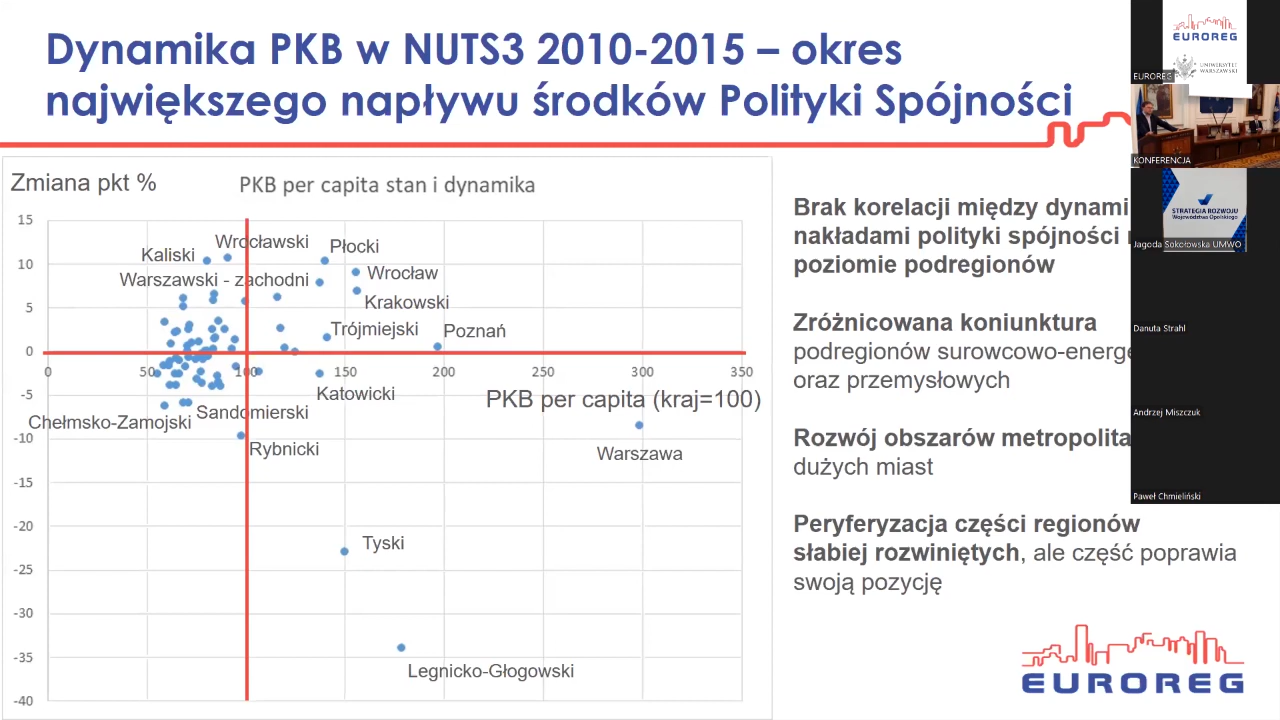 Dynamika PKB w NUTS3 2010-2015 – okres
największego napływu środków Polityki Spójności
Zmiana pkt %
PKB per capita stan i dynamika
15
10
5
0
-5
-10
-15
-20
-25
-30
-35
-40
0
50
100
150
200
250
300
350
Wrocławski
Płocki
Kaliski
Wrocław
Warszawski - zachodni
Krakowski
Trójmiejski
Poznań
Katowicki
PKB per capita (kraj=100)
Sandomierski
Chełmsko-Zamojski
Rybnicki
Warszawa
Tyski
Legnicko-Głogowski
Brak korelacji między
nakładami polityki spójności
poziomie podregionów
Zróżnicowana koniunktura
podregionów
oraz przemysłowych
Rozwój obszarów
dużych miast
Peryferyzacja części regionów
słabiej rozwiniętych, ale część poprawia
swoją pozycję
EUROREG
EUROREG
UNIWERSYTET
WARSZAWSKI
EUROREG
KONFERENCJA
STRATEGIA ROZWOJU
Województwa Opolskiego
Jagoda Sokołowska UMWO
Danuta Strahl
Andrzej Miszczuk
Paweł Chmieliński